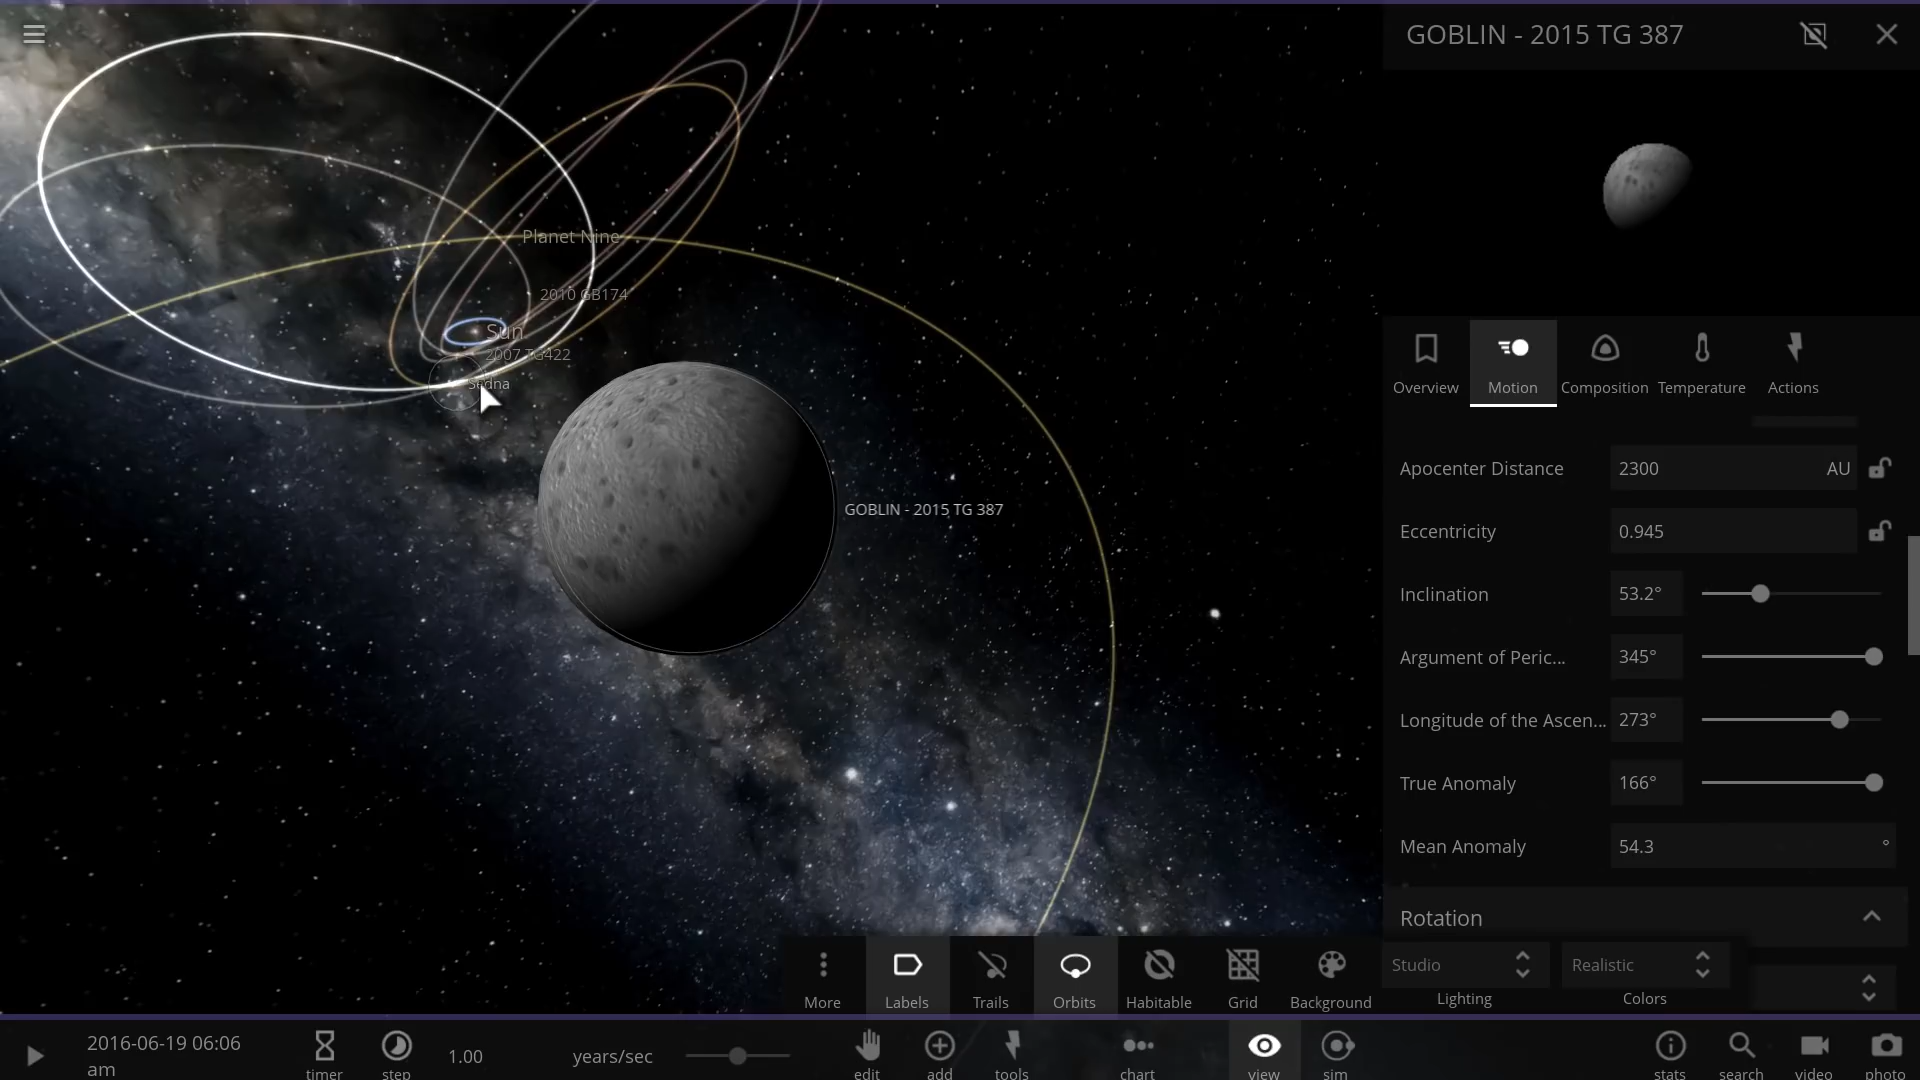 GOBLIN - 2015 TG 387
Planet Nine
2010 GB174
Sun
2007 TG422
Sedna
GOBLIN - 2015 TG 387
Overview
Motion
Composition
Temperature
Actions
Apocenter Distance 2300 AU
Eccentricity 0.945
Inclination 53.2°
Argument of Peric... 345°
Longitude of the Ascen... 273°
True Anomaly 166°
Mean Anomaly 54.3 °
Rotation
More
Labels
Trails
Orbits
Habitable
Grid
Background
Studio
Lighting
Realistic
Colors
2016-06-19 06:06
am
timer
step
1.00 years/sec
edit
add
tools
chart
view
sim
stats
search
video
photo